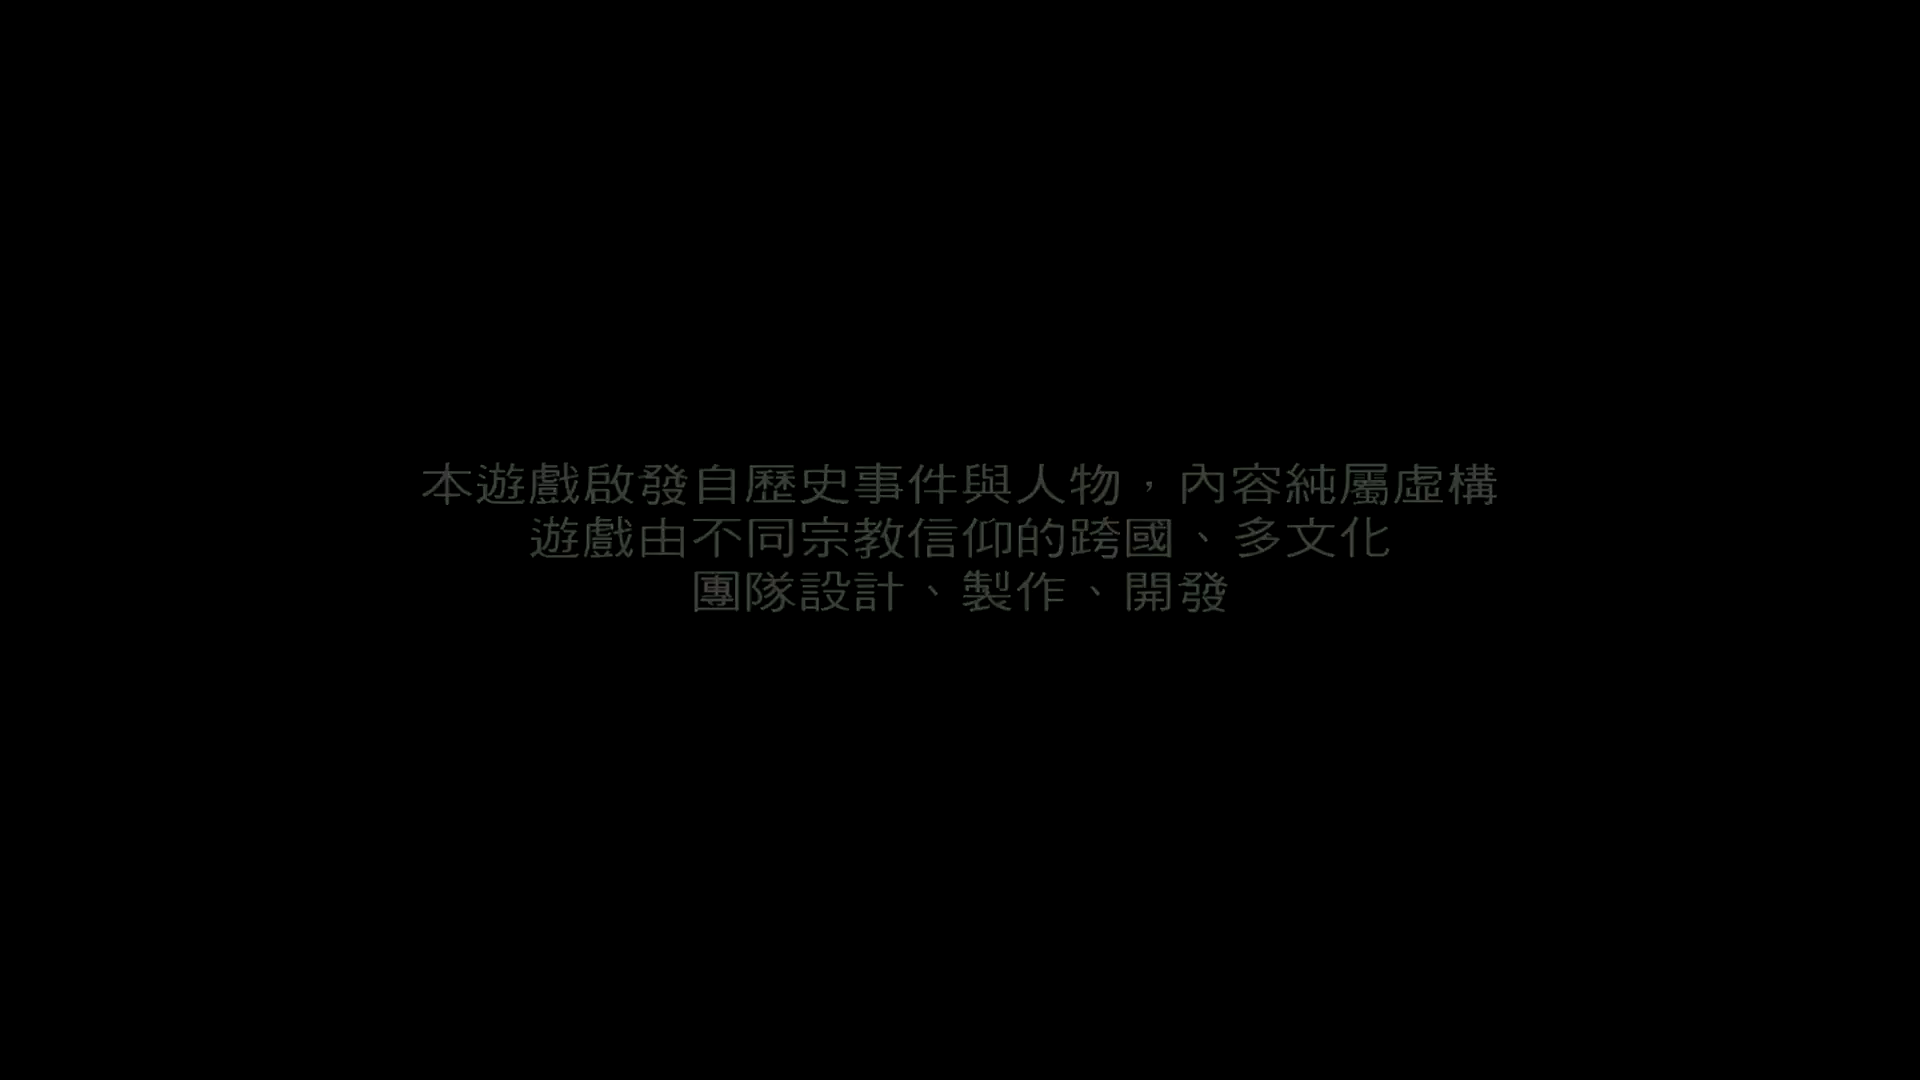 本遊戲啟發自歷史事件與人物，內容純屬虛構
遊戲由不同宗教信仰的跨國、多文化
團隊設計、製作、開發